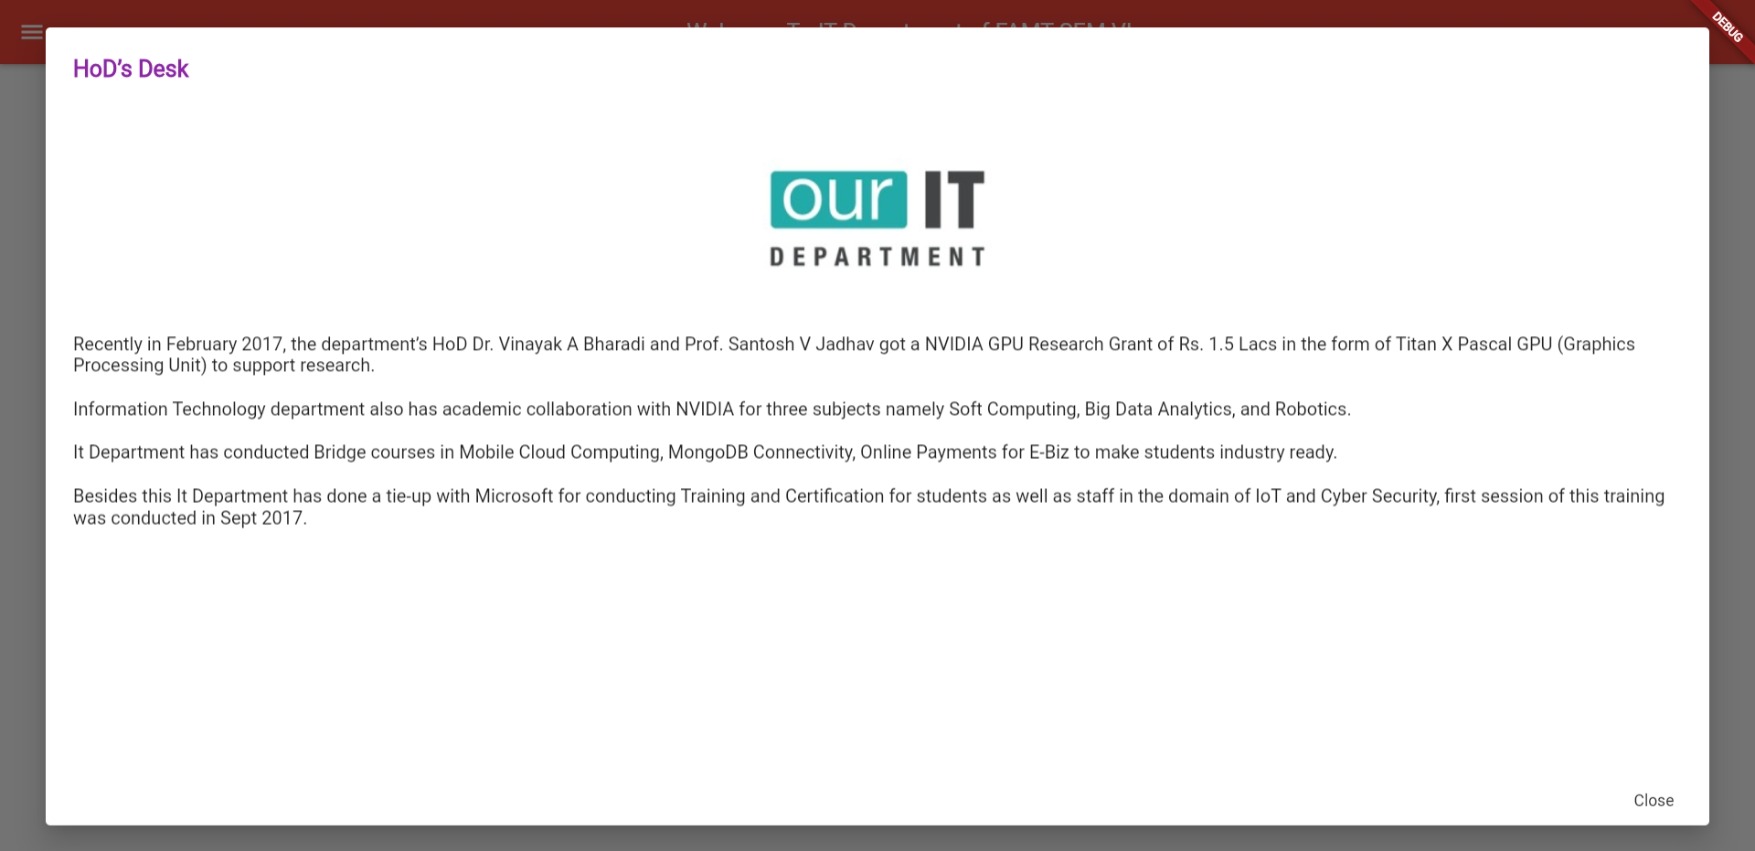 DEBUG
HoD’s Desk
our IT
DEPARTMENT
Recently in February 2017, the department’s HoD Dr. Vinayak A Bharadi and Prof. Santosh V Jadhav got a NVIDIA GPU Research Grant of Rs. 1.5 Lacs in the form of Titan X Pascal GPU (Graphics
Processing Unit) to support research.
Information Technology department also has academic collaboration with NVIDIA for three subjects namely Soft Computing, Big Data Analytics, and Robotics.
It Department has conducted Bridge courses in Mobile Cloud Computing, MongoDB Connectivity, Online Payments for E-Biz to make students industry ready.
Besides this It Department has done a tie-up with Microsoft for conducting Training and Certification for students as well as staff in the domain of IoT and Cyber Security, first session of this training
was conducted in Sept 2017.
Close